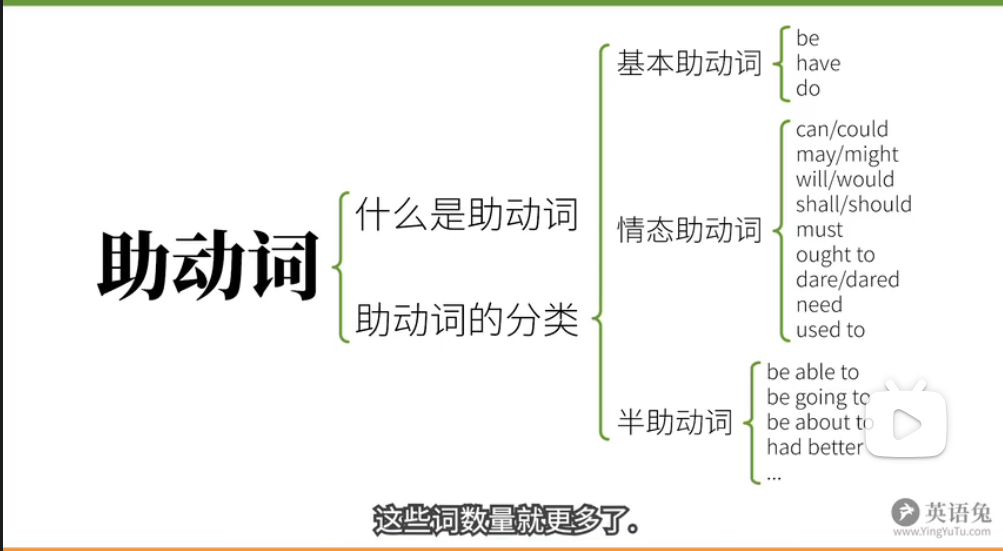 助动词
什么是助动词
助动词的分类
基本助动词
be
have
do
情态助动词
can/could
may/might
will/would
shall/should
must
ought to
dare/dared
need
used to
半助动词
be able to
be going to
be about to
had better
...
这些词数量就更多了.
英语兔
www.YingYuTu.com